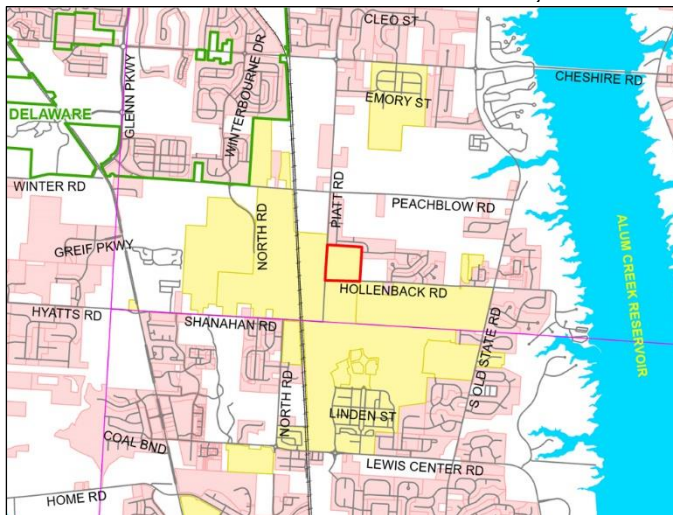 CLEO ST
CHESHIRE RD
WINTERBOURNE DR
GLENN PKWY
EMORY ST
DELAWARE
WINTER RD
PEACHBLOW RD
PIATT RD
NORTH RD
GREIF PKWY
ALUM CREEK RESERVOIR
HOLLENBACK RD
HYATTS RD
SHANAHAN RD
S OLD STATE RD
NORTH RD
LINDEN ST
COAL BND
LEWIS CENTER RD
HOME RD